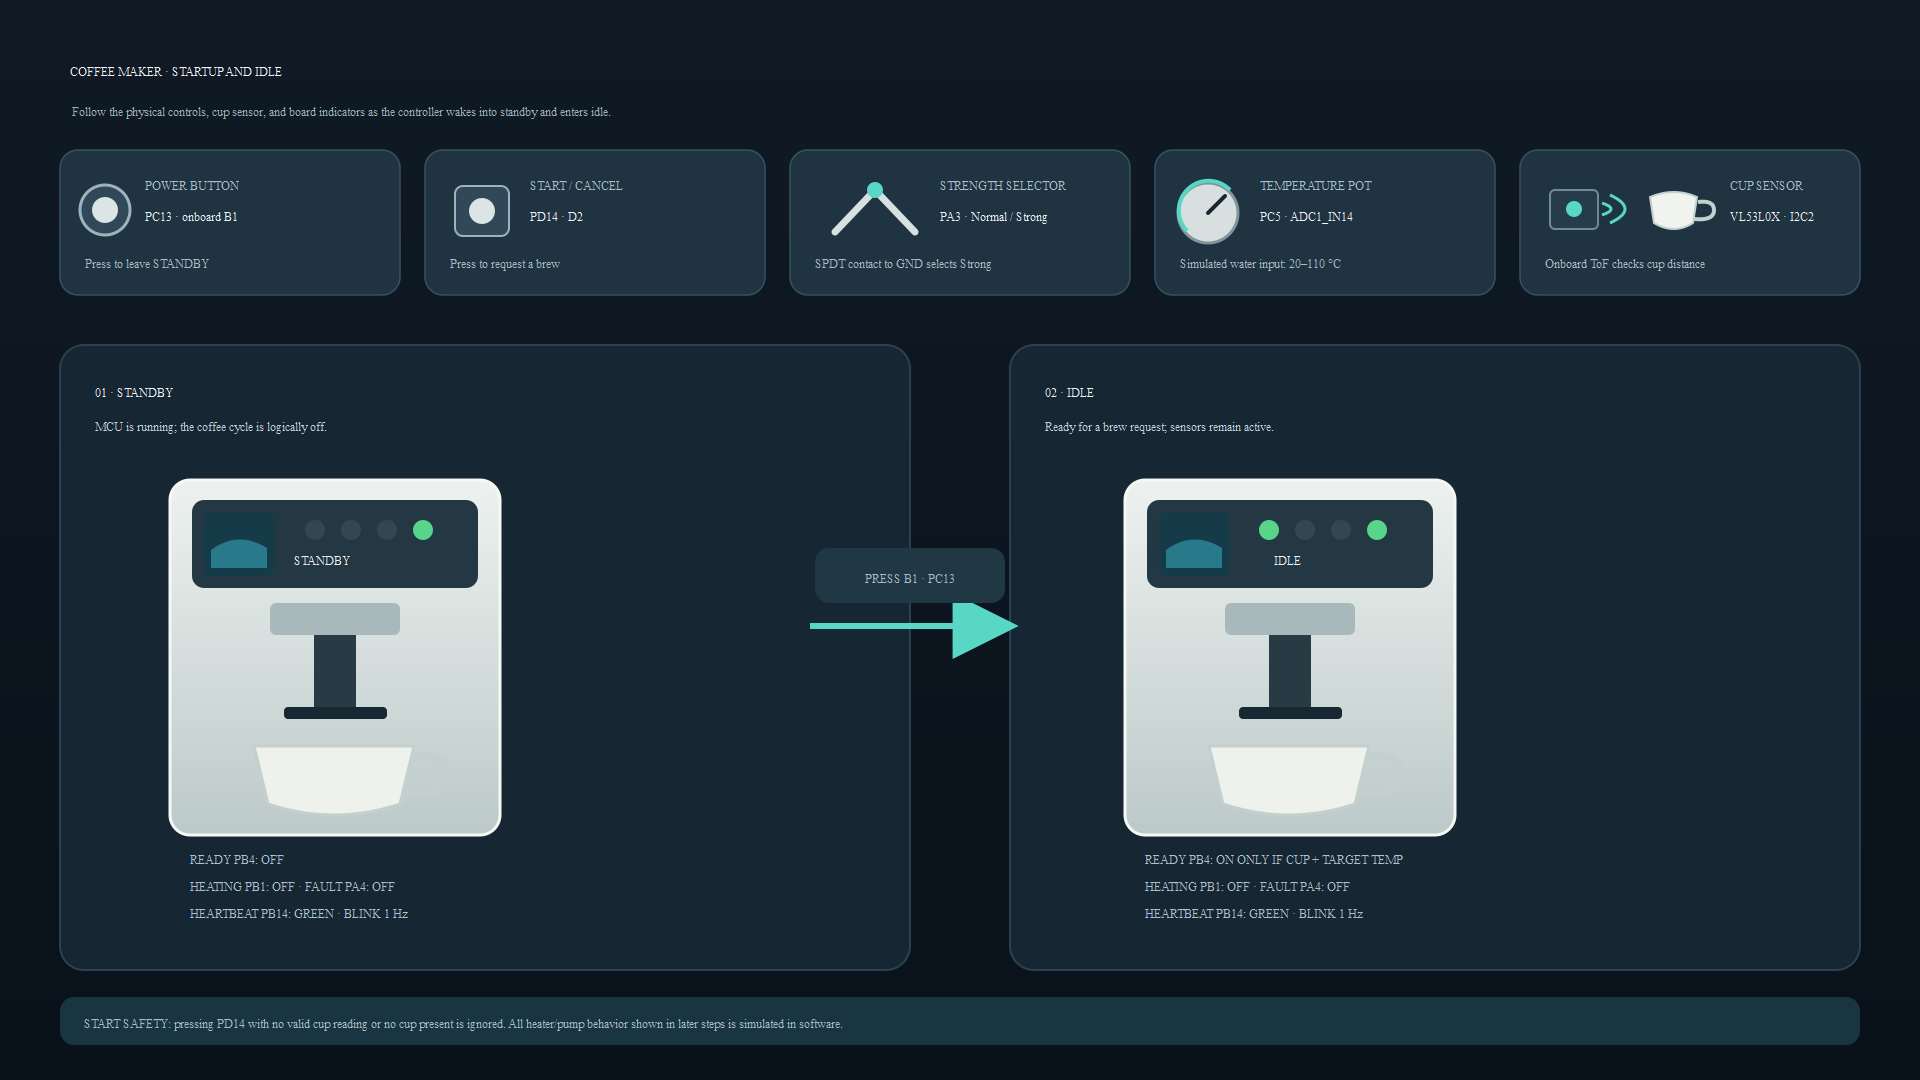 COFFEE MAKER · STARTUP AND IDLE
Follow the physical controls, cup sensor, and board indicators as the controller wakes into standby and enters idle.
POWER BUTTON
PC13 · onboard B1
Press to leave STANDBY
START / CANCEL
PD14 · D2
Press to request a brew
STRENGTH SELECTOR
PA3 · Normal / Strong
SPDT contact to GND selects Strong
TEMPERATURE POT
PC5 · ADC1_IN14
Simulated water input: 20–110 °C
CUP SENSOR
VL53L0X · I2C2
Onboard ToF checks cup distance
01 · STANDBY
MCU is running; the coffee cycle is logically off.
STANDBY
READY PB4: OFF
HEATING PB1: OFF · FAULT PA4: OFF
HEARTBEAT PB14: GREEN · BLINK 1 Hz
PRESS B1 · PC13
02 · IDLE
Ready for a brew request; sensors remain active.
IDLE
READY PB4: ON ONLY IF CUP + TARGET TEMP
HEATING PB1: OFF · FAULT PA4: OFF
HEARTBEAT PB14: GREEN · BLINK 1 Hz
START SAFETY: pressing PD14 with no valid cup reading or no cup present is ignored. All heater/pump behavior shown in later steps is simulated in software.